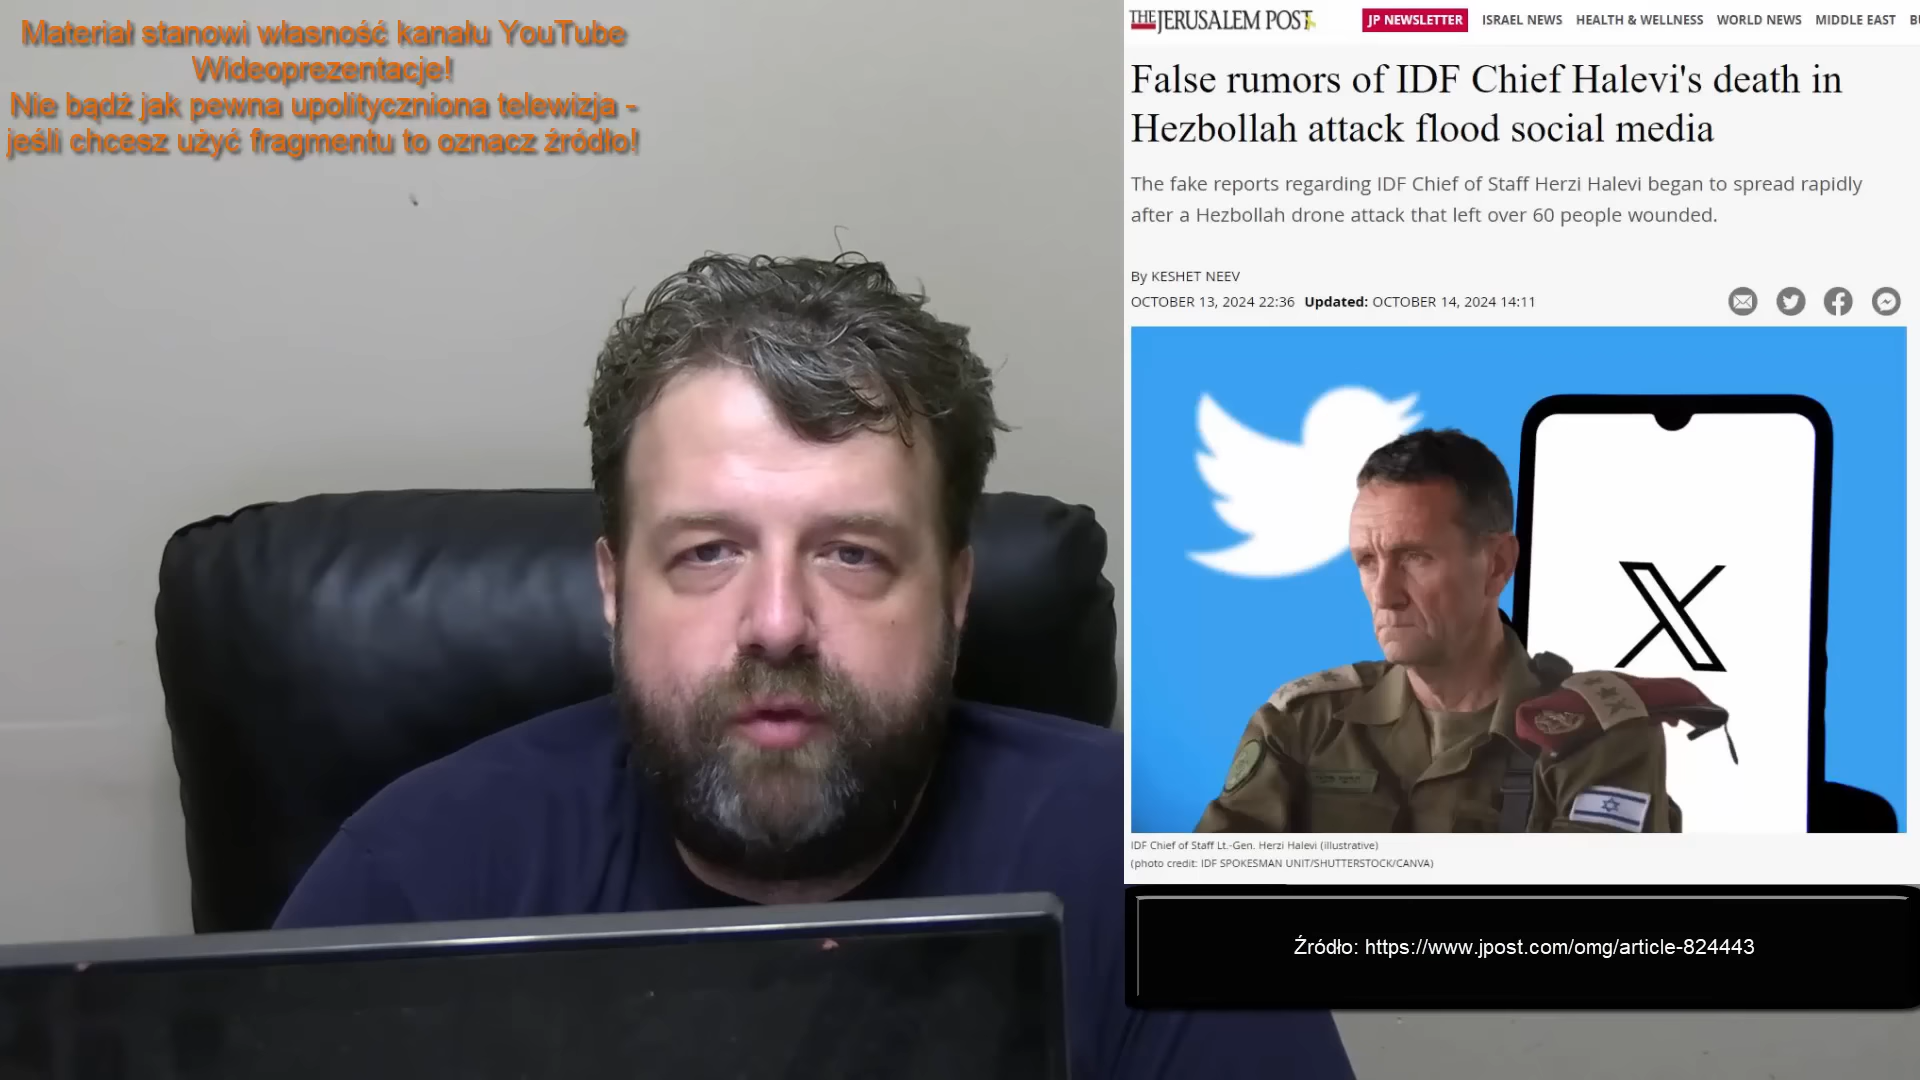 Materiał stanowi własność kanału YouTube
Wideoprezentacje!
Nie bądź jak pewna upolityczniona telewizja -
jeśli chcesz użyć fragmentu to oznacz źródło!
THE JERUSALEM POST
JP NEWSLETTER ISRAEL NEWS HEALTH & WELLNESS WORLD NEWS MIDDLE EAST
False rumors of IDF Chief Halevi's death in
Hezbollah attack flood social media
The fake reports regarding IDF Chief of Staff Herzi Halevi began to spread rapidly
after a Hezbollah drone attack that left over 60 people wounded.
By KESHET NEEV
OCTOBER 13, 2024 22:36 Updated: OCTOBER 14, 2024 14:11
X
IDF Chief of Staff Lt.-Gen. Herzi Halevi (illustrative)
(photo credit: IDF SPOKESMAN UNIT/SHUTTERSTOCK/CANVA)
Źródło: https://www.jpost.com/omg/article-824443